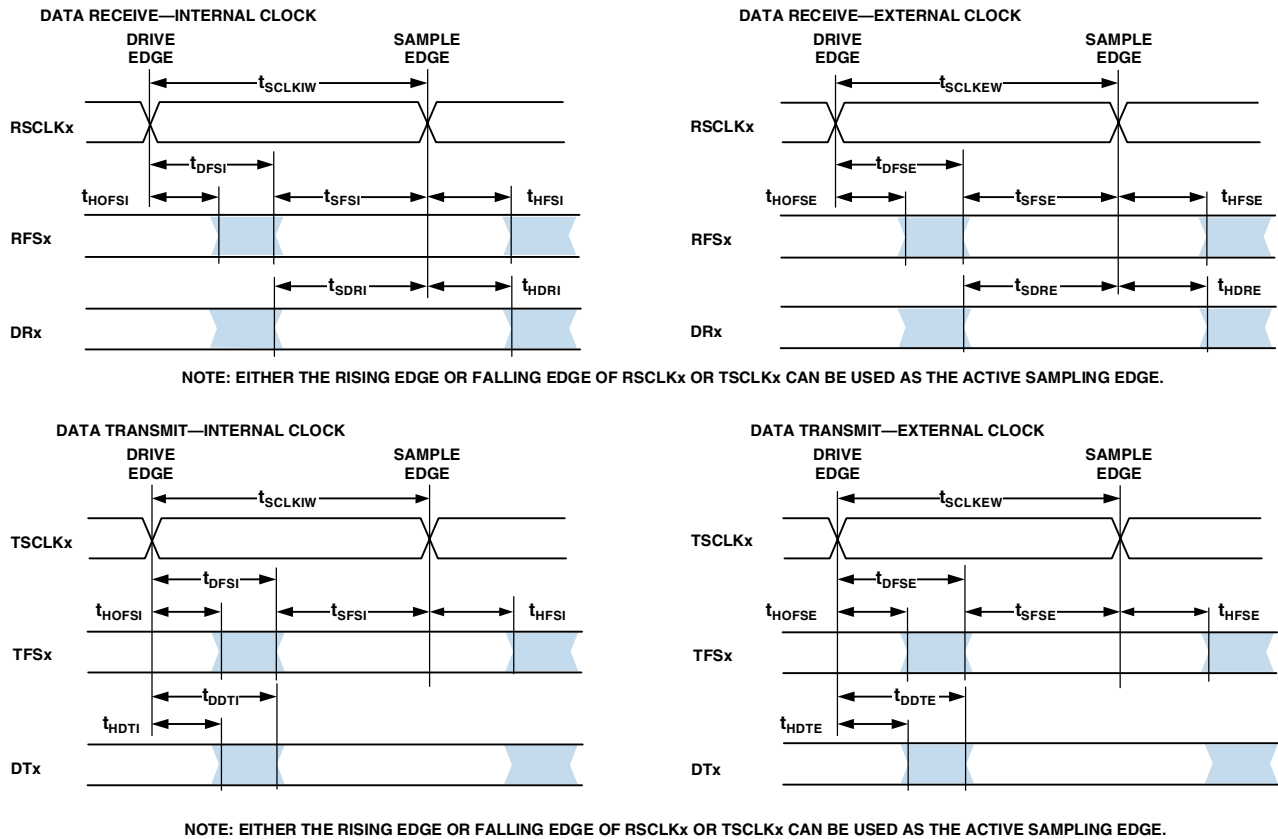 DATA RECEIVE—INTERNAL CLOCK
DRIVE EDGE
SAMPLE EDGE
tSCLKIW
RSCLKx
tDFSI
tHOFSI
tSFSI
tHFSI
RFSx
tSDRI
tHDRI
DRx
DATA RECEIVE—EXTERNAL CLOCK
DRIVE EDGE
SAMPLE EDGE
tSCLKEW
RSCLKx
tDFSE
tHOFSE
tSFSE
tHFSE
RFSx
tSDRE
tHDRE
DRx
NOTE: EITHER THE RISING EDGE OR FALLING EDGE OF RSCLKx OR TSCLKx CAN BE USED AS THE ACTIVE SAMPLING EDGE.
DATA TRANSMIT—INTERNAL CLOCK
DRIVE EDGE
SAMPLE EDGE
tSCLKIW
TSCLKx
tDFSI
tHOFSI
tSFSI
tHFSI
TFSx
tDDTI
tHDTI
DTx
DATA TRANSMIT—EXTERNAL CLOCK
DRIVE EDGE
SAMPLE EDGE
tSCLKEW
TSCLKx
tDFSE
tHOFSE
tSFSE
tHFSE
TFSx
tDDTE
tHDTE
DTx
NOTE: EITHER THE RISING EDGE OR FALLING EDGE OF RSCLKx OR TSCLKx CAN BE USED AS THE ACTIVE SAMPLING EDGE.